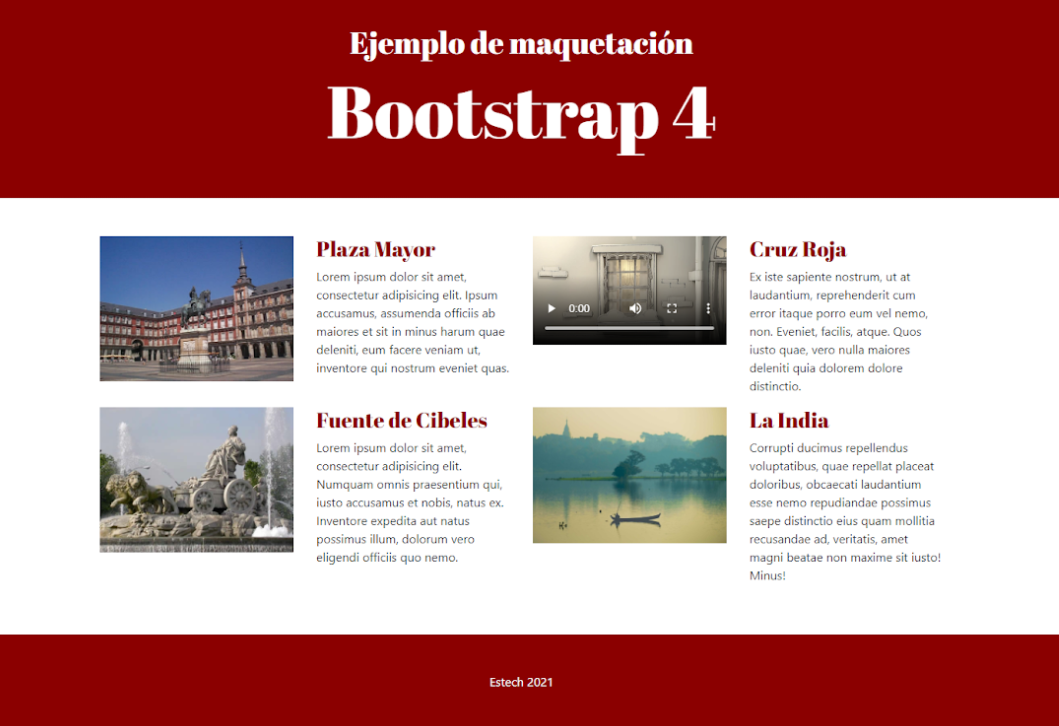 Ejemplo de maquetación
Bootstrap 4
Plaza Mayor
Lorem ipsum dolor sit amet,
consectetur adipisicing elit. Ipsum
accusamus, assumenda officiis ab
maiores et sit in minus harum quae
deleniti, eum facere veniam ut,
inventore qui nostrum eveniet quas.
0:00
Cruz Roja
Ex iste sapiente nostrum, ut at
laudantium, reprehenderit cum
error itaque porro eum vel nemo,
non. Eveniet, facilis, atque. Quos
iusto quae, vero nulla maiores
deleniti quia dolorem dolore
distinctio.
Fuente de Cibeles
Lorem ipsum dolor sit amet,
consectetur adipisicing elit.
Numquam omnis praesentium qui,
iusto accusamus et nobis, natus ex.
Inventore expedita aut natus
possimus illum, dolorum vero
eligendi officiis quo nemo.
La India
Corrupti ducimus repellendus
voluptatibus, quae repellat placeat
doloribus, obcaecati laudantium
esse nemo repudiandae possimus
saepe distinctio eius quam mollitia
recusandae ad, veritatis, amet
magni beatae non maxime sit iusto!
Minus!
Estech 2021